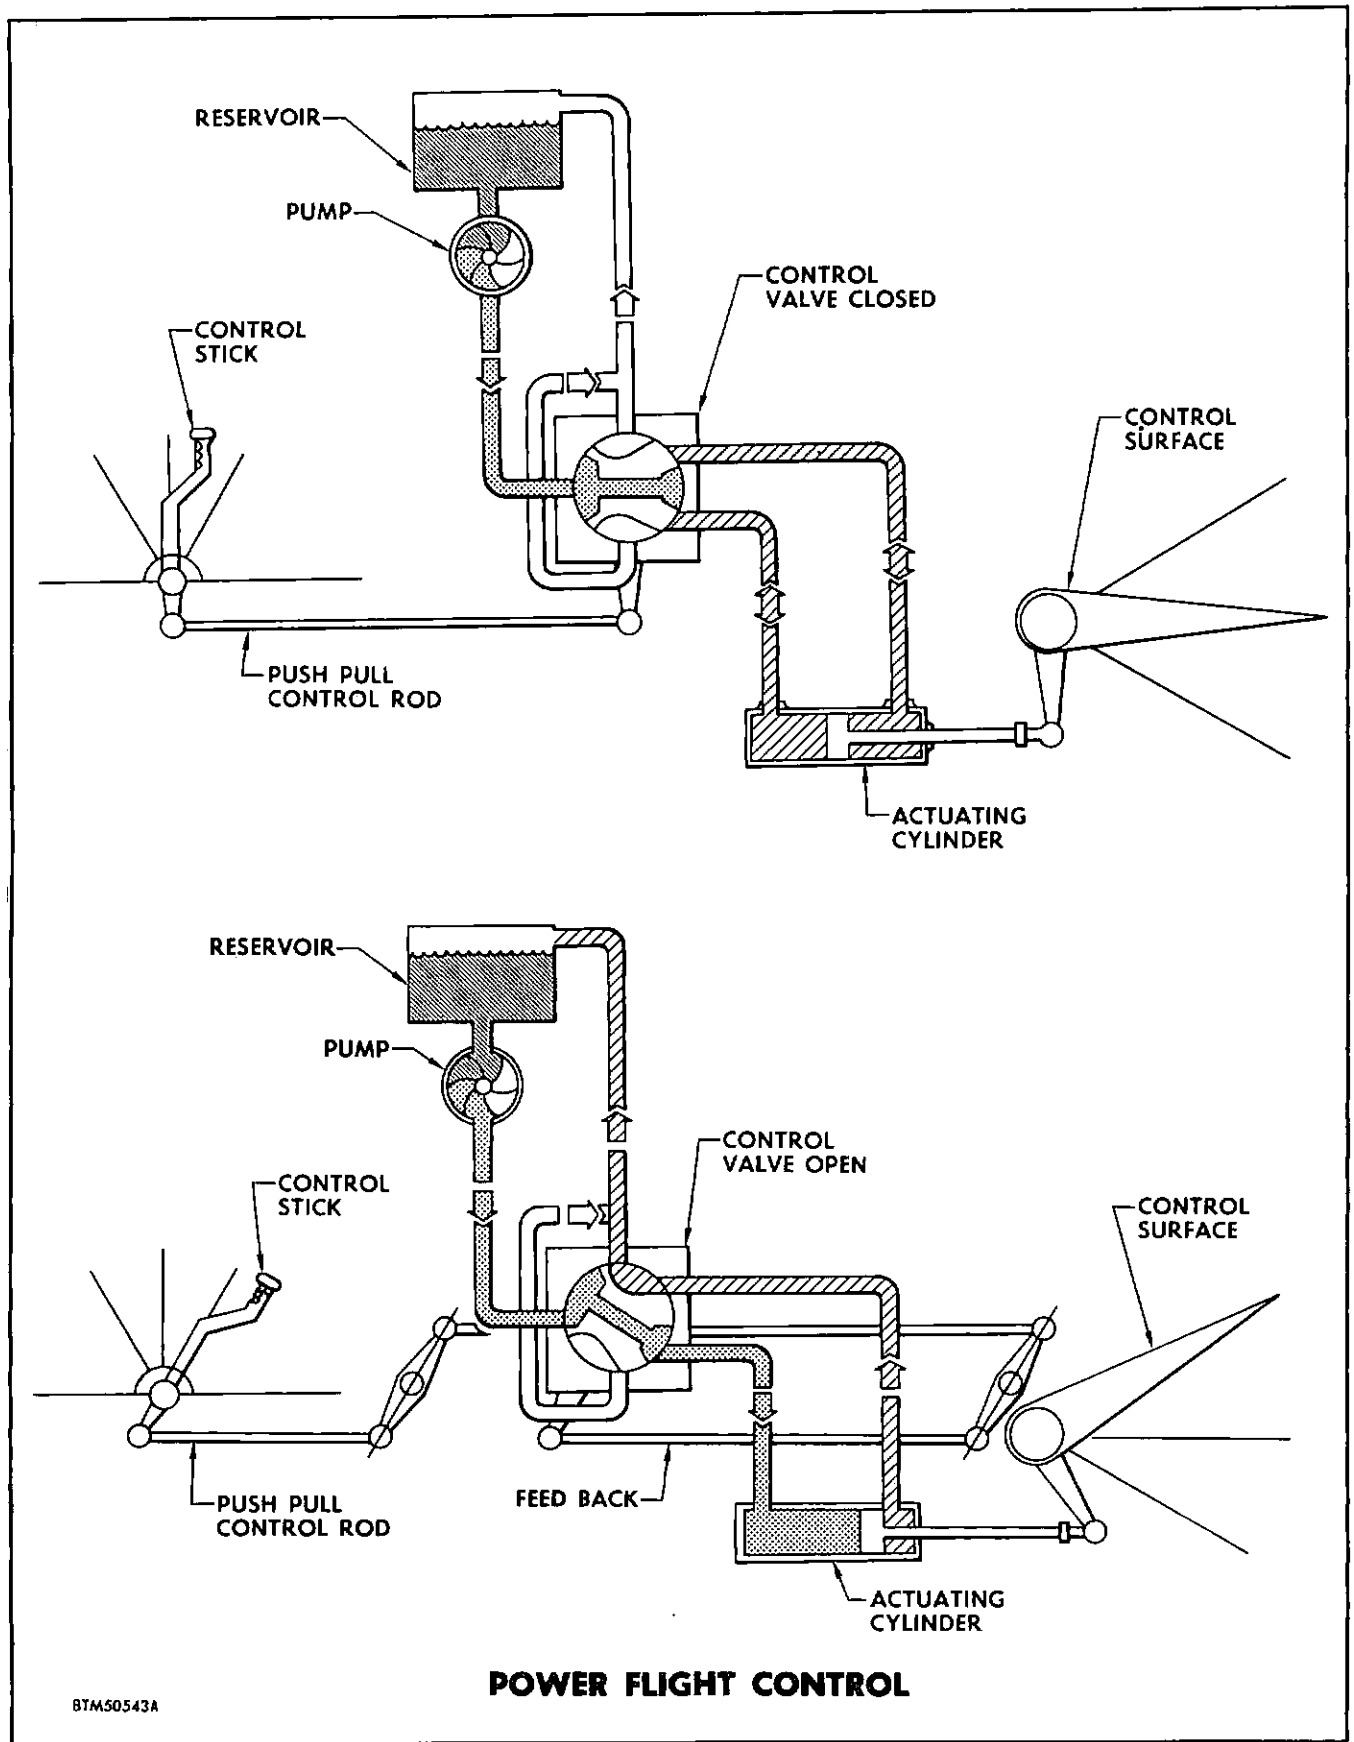 RESERVOIR
PUMP
CONTROL
VALVE CLOSED
CONTROL
STICK
CONTROL
SURFACE
PUSH PULL
CONTROL ROD
ACTUATING
CYLINDER
RESERVOIR
PUMP
CONTROL
VALVE OPEN
CONTROL
STICK
CONTROL
SURFACE
PUSH PULL
CONTROL ROD
FEED BACK
ACTUATING
CYLINDER
POWER FLIGHT CONTROL
BTM50543A